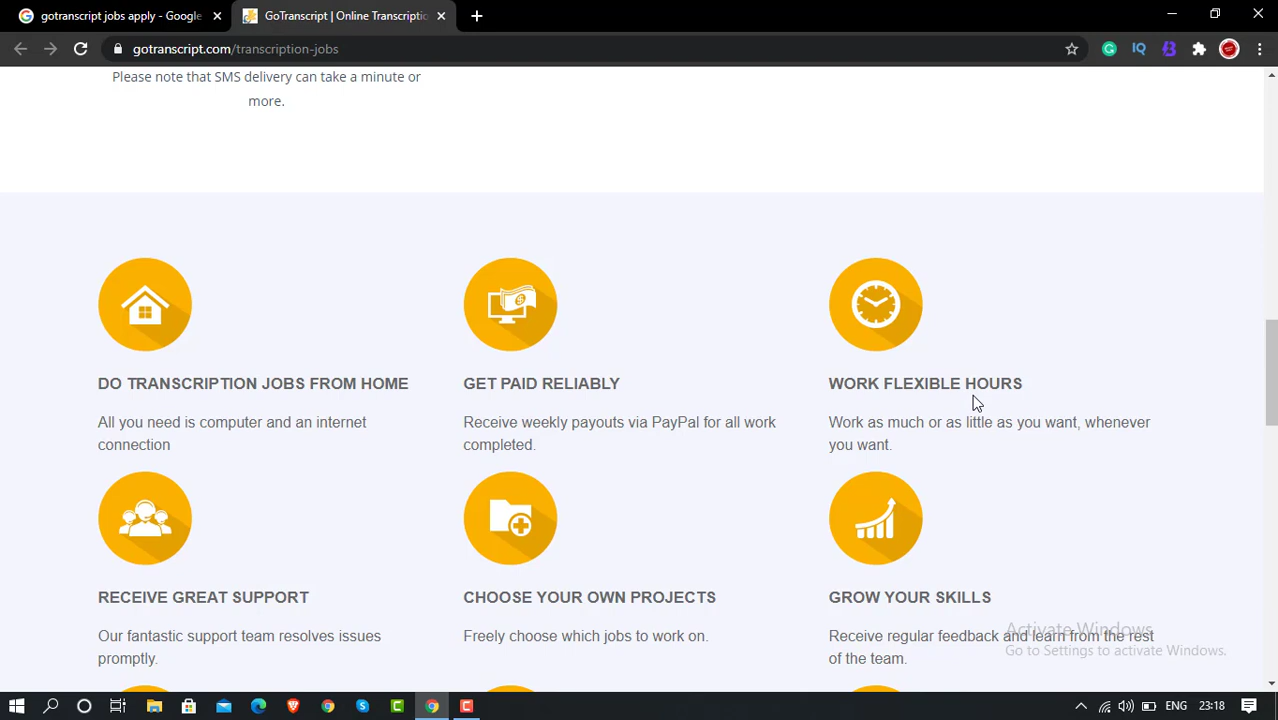 gotranscript jobs apply - Google
GoTranscript | Online Transcriptio
gotranscript.com/transcription-jobs
Please note that SMS delivery can take a minute or
more.
DO TRANSCRIPTION JOBS FROM HOME
All you need is computer and an internet
connection
GET PAID RELIABLY
Receive weekly payouts via PayPal for all work
completed.
WORK FLEXIBLE HOURS
Work as much or as little as you want, whenever
you want.
RECEIVE GREAT SUPPORT
Our fantastic support team resolves issues
promptly.
CHOOSE YOUR OWN PROJECTS
Freely choose which jobs to work on.
GROW YOUR SKILLS
Receive regular feedback and learn from the rest
of the team.
Activate Windows
Go to Settings to activate Windows.
ENG
23:18